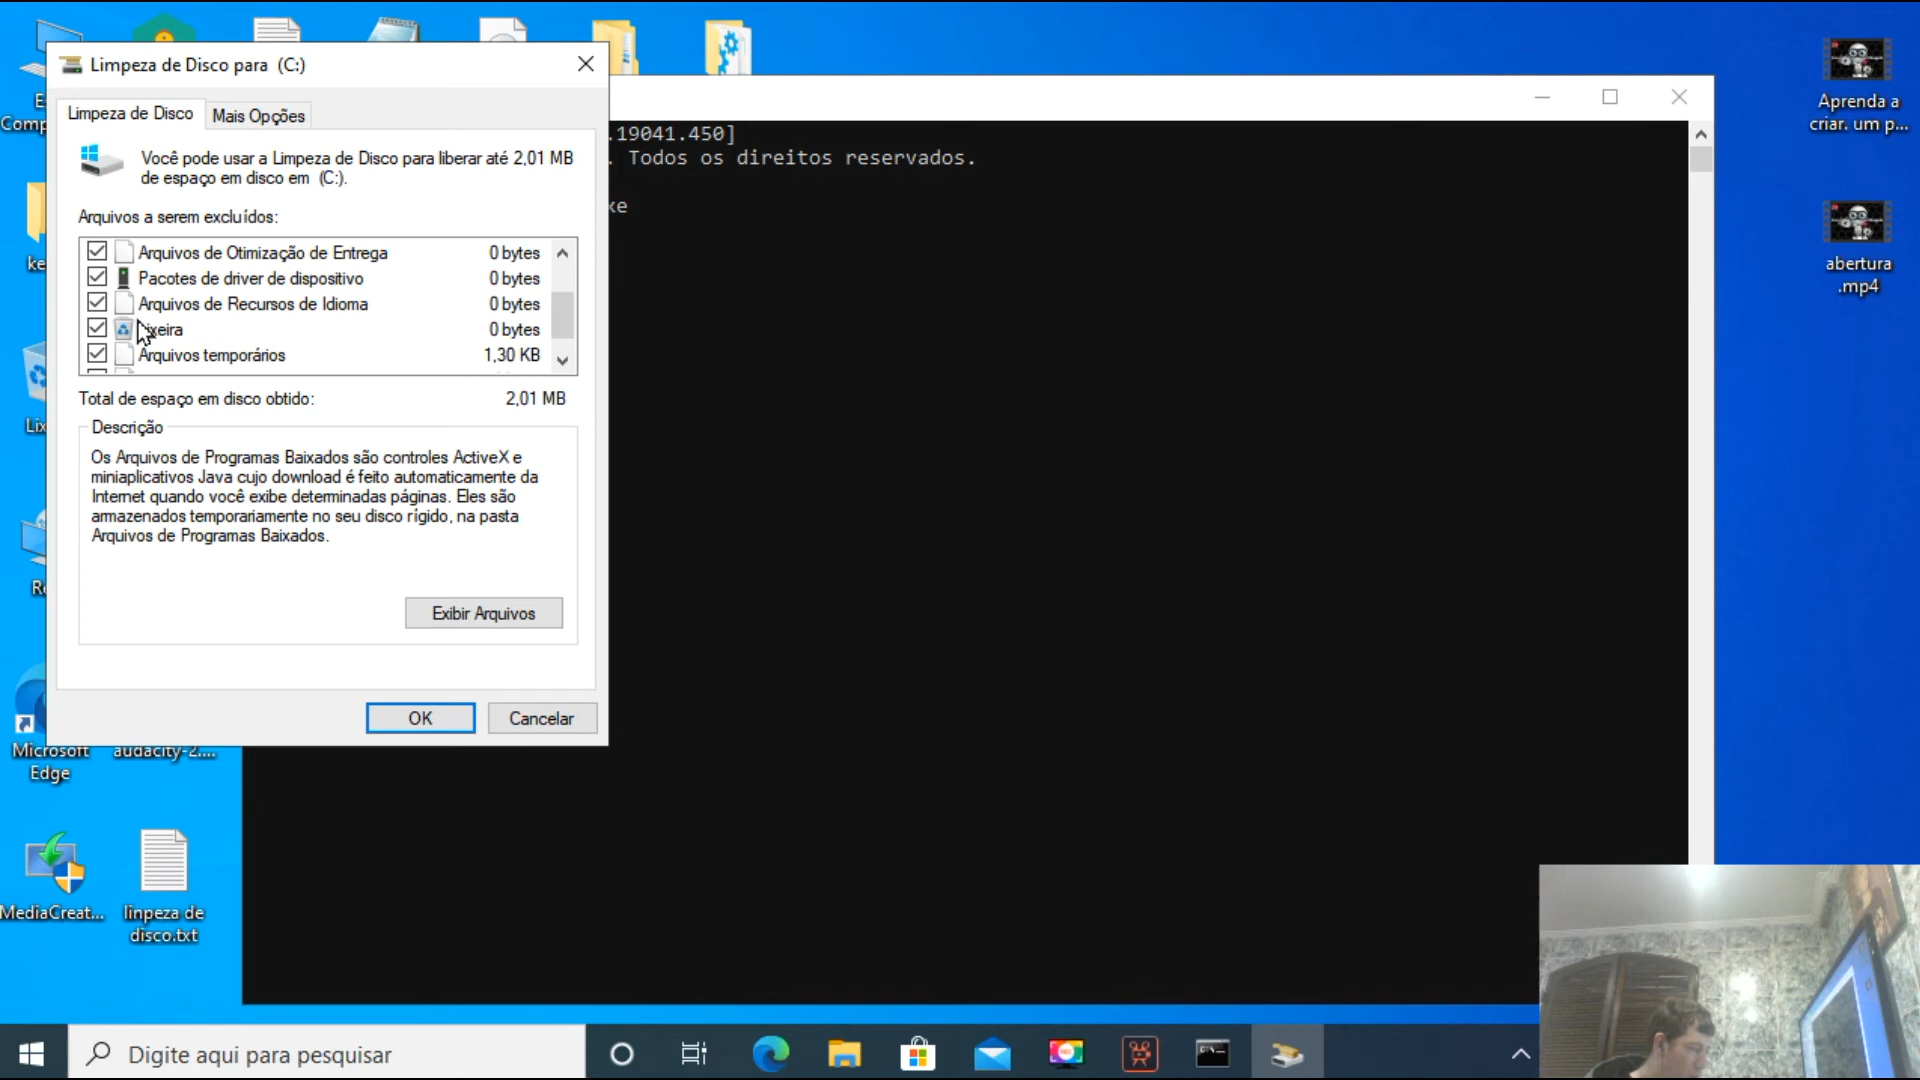 Limpeza de Disco para (C:)
Limpeza de Disco
Mais Opções
Você pode usar a Limpeza de Disco para liberar até 2,01 MB
de espaço em disco em (C:).
Arquivos a serem excluídos:
Arquivos de Otimização de Entrega 0 bytes
Pacotes de driver de dispositivo 0 bytes
Arquivos de Recursos de Idioma 0 bytes
ixeira 0 bytes
Arquivos temporários 1,30 KB
Total de espaço em disco obtido: 2,01 MB
Descrição
Os Arquivos de Programas Baixados são controles ActiveX e
miniaplicativos Java cujo download é feito automaticamente da
Internet quando você exibe determinadas páginas. Eles são
armazenados temporariamente no seu disco rígido, na pasta
Arquivos de Programas Baixados.
Exibir Arquivos
OK
Cancelar
.19041.450]
. Todos os direitos reservados.
xe
Comp
ke
Lix
Re
Microsoft
Edge
audacity-2....
MediaCreat...
linpeza de
disco.txt
Aprenda a
criar. um p...
abertura
.mp4
Digite aqui para pesquisar